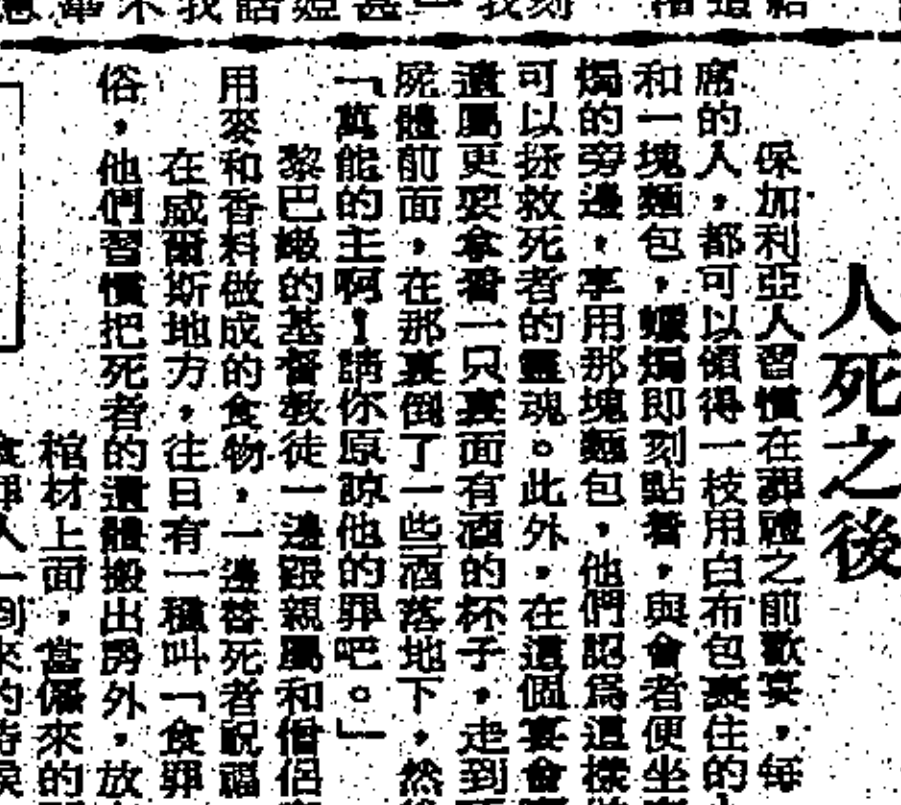 人死之後
保加利亞人習慣在葬禮之前歡宴，每
席的人，都可以領得一枝用白布包裹住的
和一塊麵包，蠟燭即刻點着，與會者便坐
燭的旁邊，享用那塊麵包，他們認為這樣
可以拯救死者的靈魂。此外，在這個宴會
遺屬更要拿着一只裏面有酒的杯子，走到
屍體前面，在那裏倒了一些酒落地下，然
「萬能的主啊！請你原諒他的罪吧。」
黎巴嫩的基督教徒一邊跟親屬和僧侶
用麥和香料做成的食物，一邊替死者祝福
在威爾斯地方，往日有一種叫「食罪
俗，他們習慣把死者的遺體搬出房外，放
棺材上面，當僱來的
食罪人一到來的時候